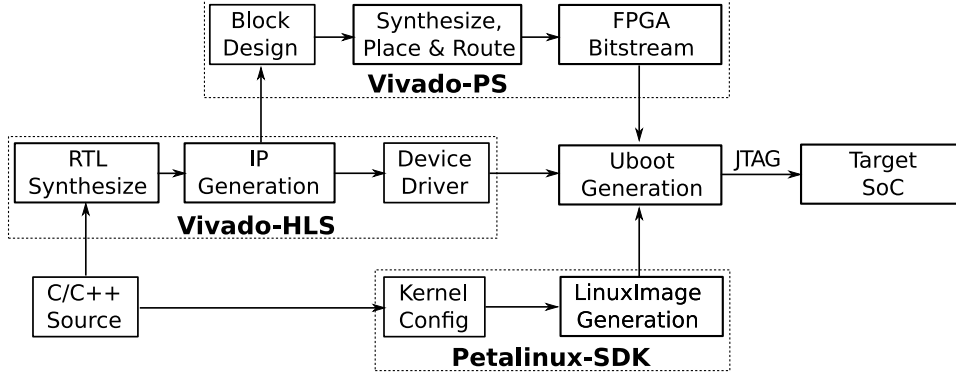 Block
Design
Synthesize,
Place & Route
FPGA
Bitstream
Vivado-PS
RTL
Synthesize
IP
Generation
Device
Driver
Vivado-HLS
Uboot
Generation
JTAG
Target
SoC
C/C++
Source
Kernel
Config
LinuxImage
Generation
Petalinux-SDK